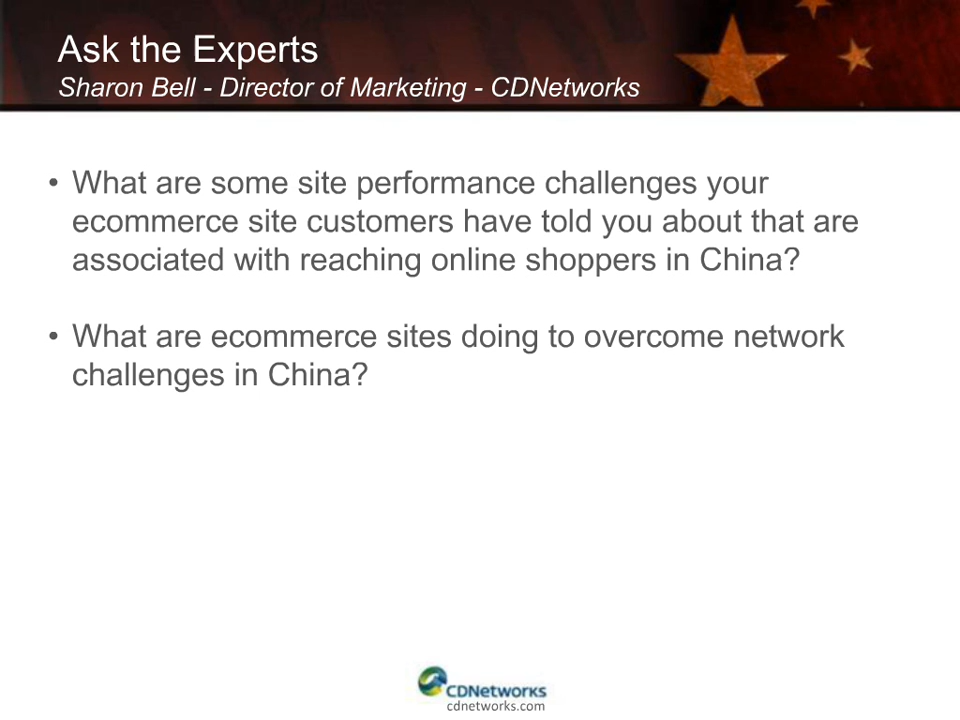 Ask the Experts
Sharon Bell - Director of Marketing - CDNetworks
• What are some site performance challenges your
ecommerce site customers have told you about that are
associated with reaching online shoppers in China?
• What are ecommerce sites doing to overcome network
challenges in China?
CDNetworks
cdnetworks.com